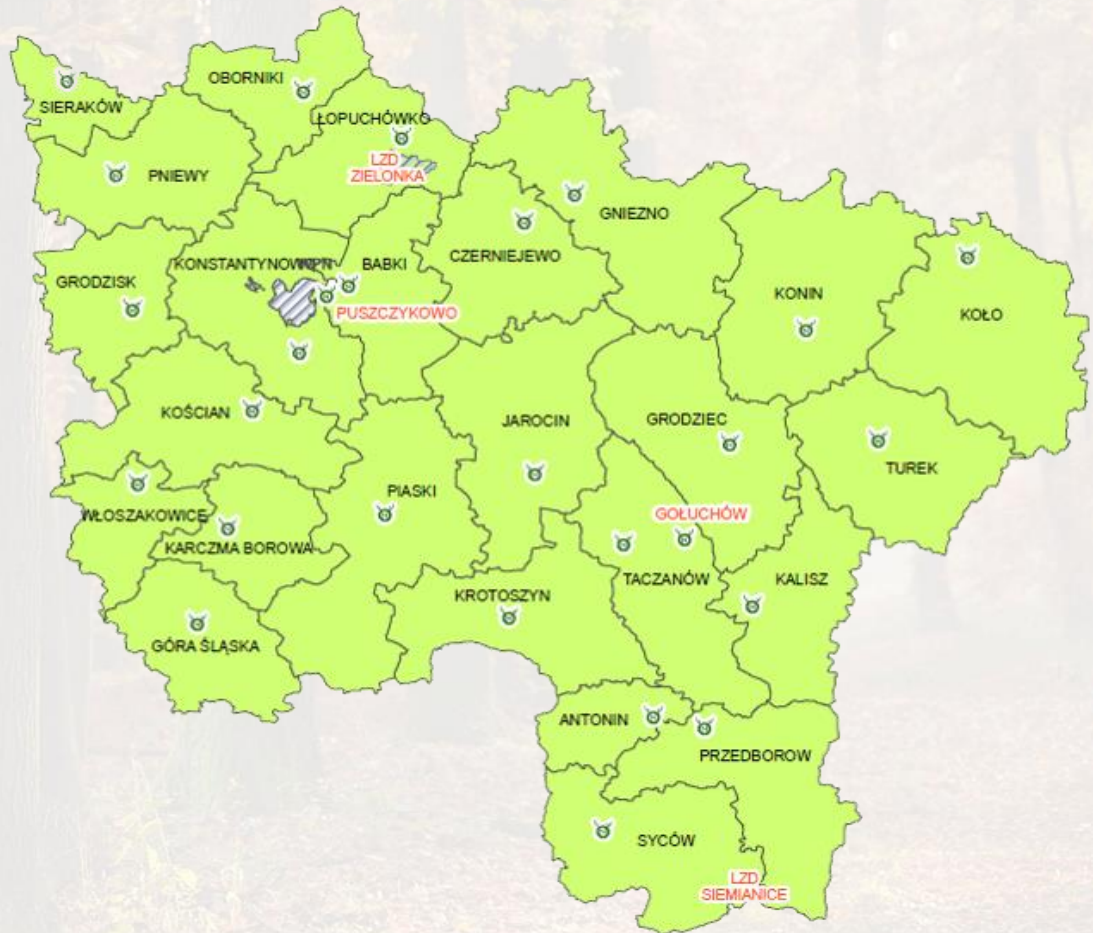 OBORNIKI
SIERAKÓW
ŁOPUCHÓWKO
LZD
ZIELONKA
PNIEWY
GNIEZNO
CZERNIEJEWO
KONSTANTYNOWO
WPN
BABKI
GRODZISK
KONIN
PUSZCZYKOWO
KOŁO
KOŚCIAN
JAROCIN
GRODZIEC
TUREK
PIASKI
WŁOSZAKOWICE
GOŁUCHÓW
KARCZMA BOROWA
TACZANÓW
KALISZ
KROTOSZYN
GÓRA ŚLĄSKA
ANTONIN
PRZEDBOROW
SYCÓW
LZD
SIEMIANICE